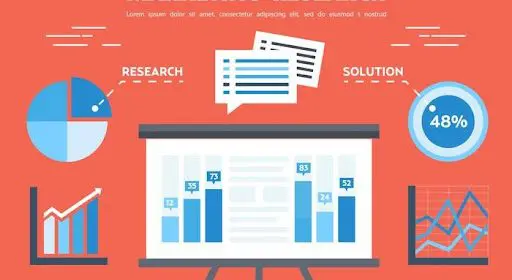 Lorem ipsum dolor sit amet, consectetur adipiscing elit, sed do eiusmod
RESEARCH
SOLUTION
48%
12 35 73 83 24 52